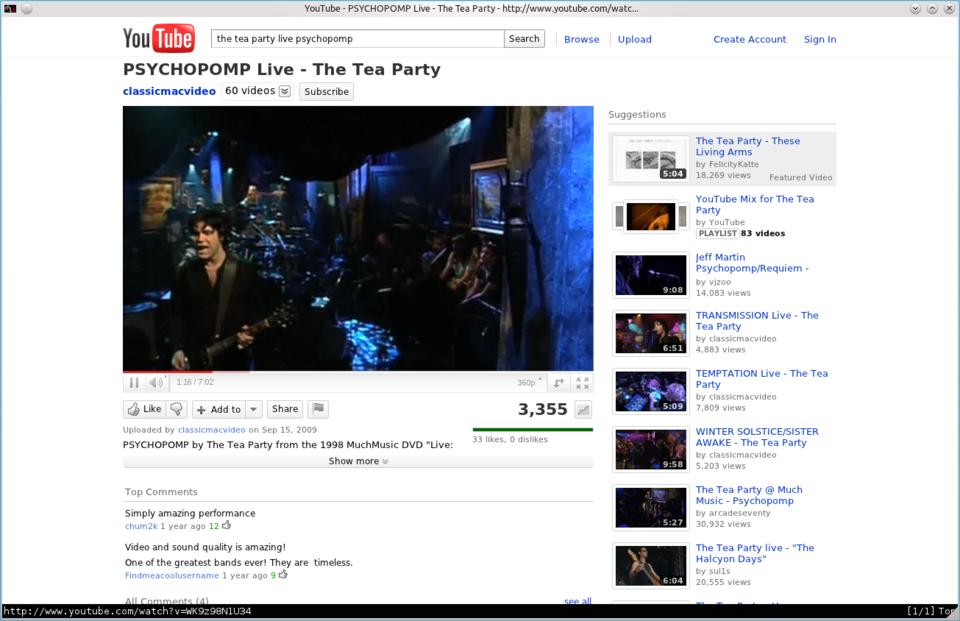 YouTube - PSYCHOPOMP Live - The Tea Party - http://www.youtube.com/watc...
YouTube
the tea party live psychopomp
Search
Browse
Upload
Create Account
Sign In
PSYCHOPOMP Live - The Tea Party
classicmacvideo
60 videos
Subscribe
1:16 / 7:02
360p
Like
Add to
Share
3,355
Uploaded by classicmacvideo on Sep 15, 2009
33 likes, 0 dislikes
PSYCHOPOMP by The Tea Party from the 1998 MuchMusic DVD "Live:
Show more
Top Comments
Simply amazing performance
chum2k 1 year ago 12
Video and sound quality is amazing!
One of the greatest bands ever! They are timeless.
Findmeacoolusername 1 year ago 9
All Comments (4)
see all
Suggestions
The Tea Party - These
Living Arms
by FelicityKatte
18,269 views
Featured Video
5:04
YouTube Mix for The Tea
Party
by YouTube
PLAYLIST 83 videos
Jeff Martin
Psychopomp/Requiem -
by vjzoo
14,083 views
9:08
TRANSMISSION Live - The
Tea Party
by classicmacvideo
4,883 views
6:51
TEMPTATION Live - The Tea
Party
by classicmacvideo
7,809 views
5:09
WINTER SOLSTICE/SISTER
AWAKE - The Tea Party
by classicmacvideo
5,203 views
9:58
The Tea Party @ Much
Music - Psychopomp
by arcadeseventy
30,932 views
5:27
The Tea Party live - "The
Halcyon Days"
by sul1s
20,555 views
6:04
http://www.youtube.com/watch?v=WK9z98N1U34
[1/1] Top